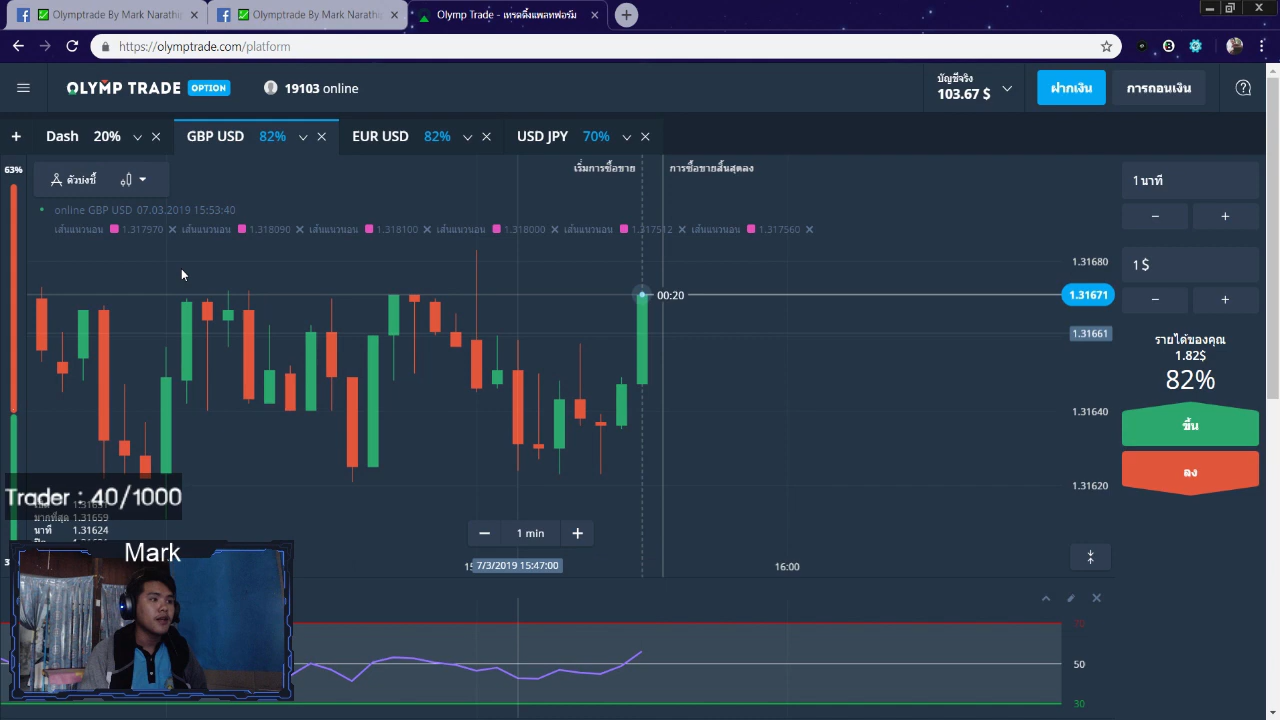 Olymptrade By Mark Narathip
Olymptrade By Mark Narathip
Olymp Trade - เทรดดิ้งแพลทฟอร์ม
https://olymptrade.com/platform
OLYMP TRADE OPTION
19103 online
บัญชีจริง
103.67 $
ฝากเงิน
การถอนเงิน
Dash 20%
GBP USD 82%
EUR USD 82%
USD JPY 70%
63%
ตัวบ่งชี้
เริ่มการซื้อขาย
การซื้อขายสิ้นสุดลง
online GBP USD 07.03.2019 15:53:40
เส้นแนวนอน 1.317970 เส้นแนวนอน 1.318090 เส้นแนวนอน 1.318100 เส้นแนวนอน 1.318000 เส้นแนวนอน 1.317512 เส้นแนวนอน 1.317560
1.31680
00:20
1.31671
1.31661
1.31640
1.31620
1 นาที
1 $
รายได้ของคุณ
1.82$
82%
ขึ้น
ลง
Trader : 40/1000
มากที่สุด 1.31659
นาที 1.31624
1 min
7/3/2019 15:47:00
16:00
Mark
70
50
30